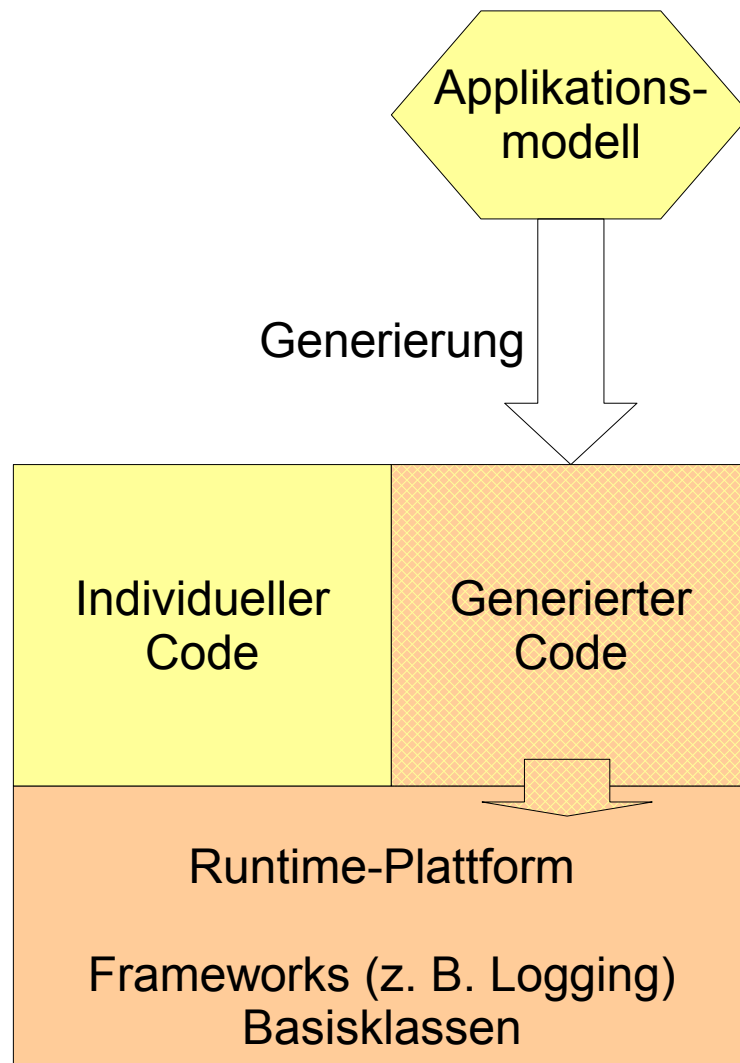 Applikations-
modell
Generierung
Individueller
Code
Generierter
Code
Runtime-Plattform
Frameworks (z. B. Logging)
Basisklassen